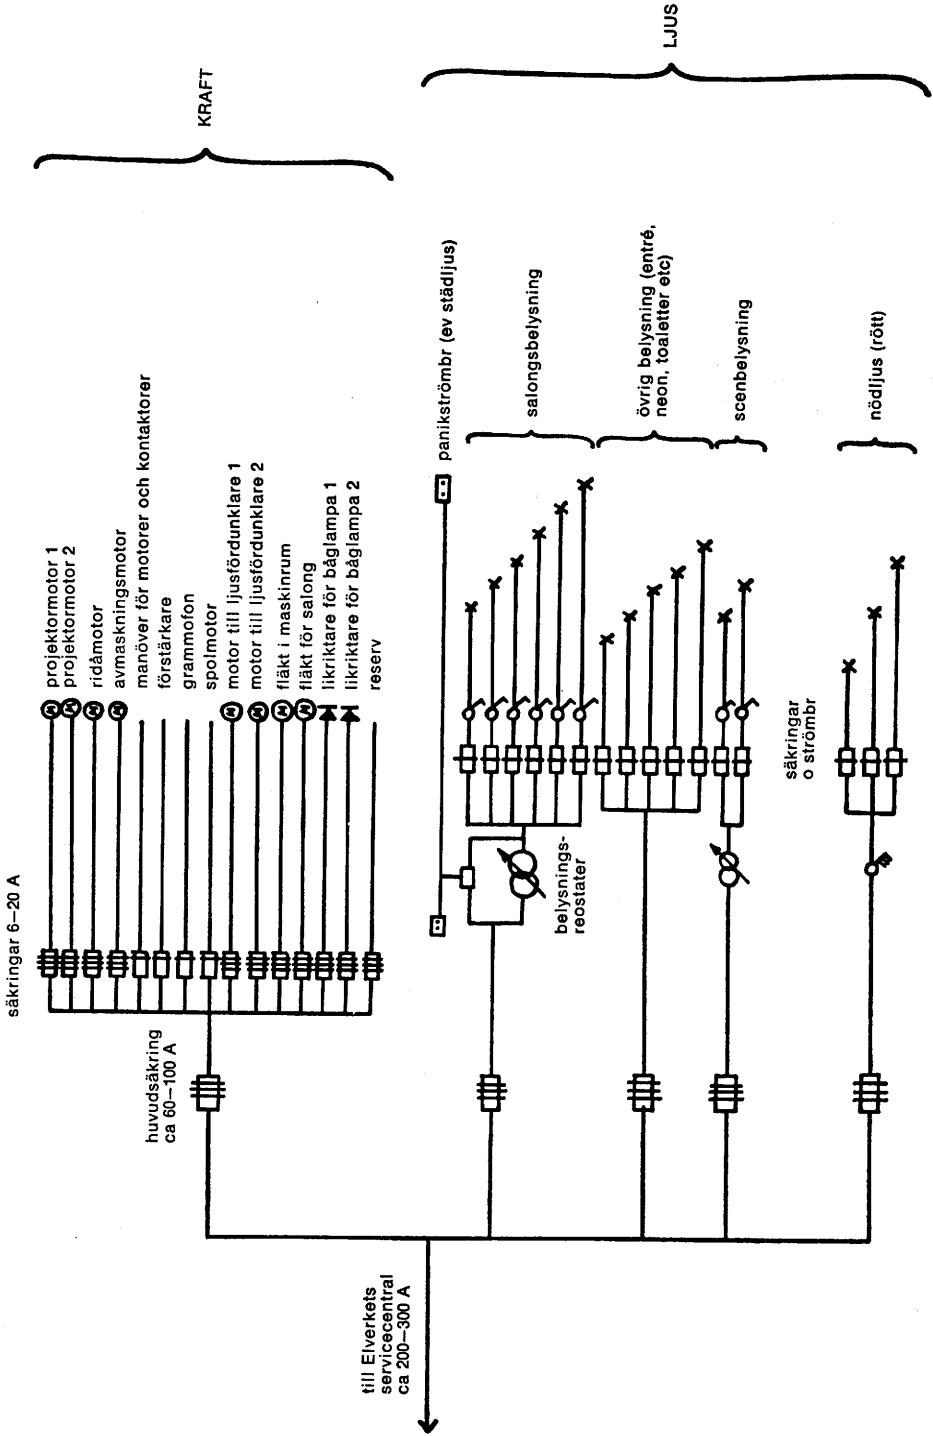 säkringar 6–20 A
projektormotor 1
projektormotor 2
ridåmotor
avmaskningsmotor
manöver för motorer och kontaktorer
förstärkare
grammofon
spolmotor
motor till ljusfördunklare 1
motor till ljusfördunklare 2
fläkt i maskinrum
fläkt för salong
likriktare för båglampa 1
likriktare för båglampa 2
reserv
KRAFT
huvudsäkring
ca 60–100 A
till Elverkets
servicecentral
ca 200–300 A
LJUS
panikströmbr (ev städljus)
salongsbelysning
belysnings-
reostater
övrig belysning (entré,
neon, toaletter etc)
scenbelysning
säkringar
o strömbr
nödljus (rött)
M
M
M
M
M
M
M
M